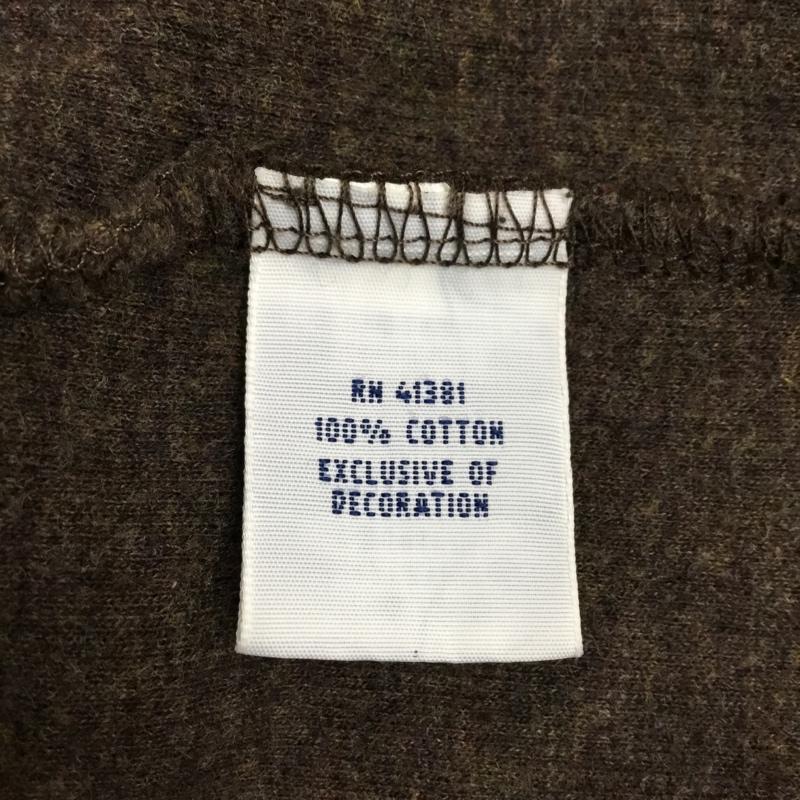 RN 41381
100% COTTON
EXCLUSIVE OF
DECORATION